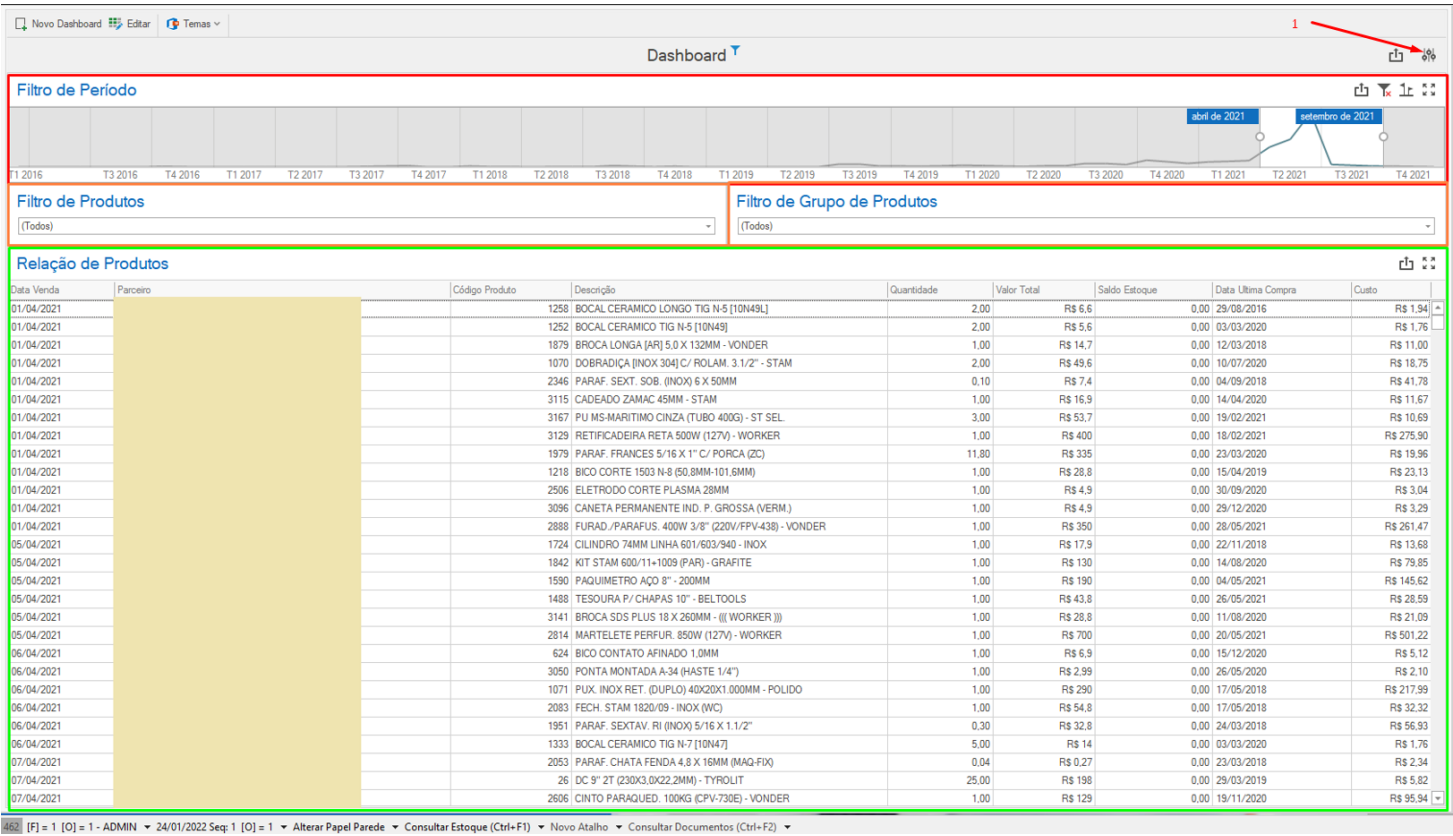 Novo Dashboard Editar Temas
1
Dashboard
Filtro de Período
abril de 2021 setembro de 2021
T1 2016 T3 2016 T4 2016 T1 2017 T2 2017 T3 2017 T4 2017 T1 2018 T2 2018 T3 2018 T4 2018 T1 2019 T2 2019 T3 2019 T4 2019 T1 2020 T2 2020 T3 2020 T4 2020 T1 2021 T2 2021 T3 2021 T4 2021
Filtro de Produtos Filtro de Grupo de Produtos
(Todos) (Todos)
Relação de Produtos
Data Venda Parceiro Código Produto Descrição Quantidade Valor Total Saldo Estoque Data Ultima Compra Custo
01/04/2021 1258 BOCAL CERAMICO LONGO TIG N-5 [10N49L] 2,00 R$ 6,6 0,00 29/08/2016 R$ 1,94
01/04/2021 1252 BOCAL CERAMICO TIG N-5 [10N49] 2,00 R$ 5,6 0,00 03/03/2020 R$ 1,76
01/04/2021 1879 BROCA LONGA [AR] 5,0 X 132MM - VONDER 1,00 R$ 14,7 0,00 12/03/2018 R$ 11,00
01/04/2021 1070 DOBRADIÇA [INOX 304] C/ ROLAM. 3.1/2" - STAM 2,00 R$ 49,6 0,00 10/07/2020 R$ 18,75
01/04/2021 2346 PARAF. SEXT. SOB. (INOX) 6 X 50MM 0,10 R$ 7,4 0,00 04/09/2018 R$ 41,78
01/04/2021 3115 CADEADO ZAMAC 45MM - STAM 1,00 R$ 16,9 0,00 14/04/2020 R$ 11,67
01/04/2021 3167 PU MS-MARITIMO CINZA (TUBO 400G) - ST SEL. 3,00 R$ 53,7 0,00 19/02/2021 R$ 10,69
01/04/2021 3129 RETIFICADEIRA RETA 500W (127V) - WORKER 1,00 R$ 400 0,00 18/02/2021 R$ 275,90
01/04/2021 1979 PARAF. FRANCES 5/16 X 1" C/ PORCA (ZC) 11,80 R$ 335 0,00 23/03/2020 R$ 19,96
01/04/2021 1218 BICO CORTE 1503 N-8 (50,8MM-101,6MM) 1,00 R$ 28,8 0,00 15/04/2019 R$ 23,13
01/04/2021 2506 ELETRODO CORTE PLASMA 28MM 1,00 R$ 4,9 0,00 30/09/2020 R$ 3,04
01/04/2021 3096 CANETA PERMANENTE IND. P. GROSSA (VERM.) 1,00 R$ 4,9 0,00 29/12/2020 R$ 3,29
01/04/2021 2888 FURAD./PARAFUS. 400W 3/8" (220V/FPV-438) - VONDER 1,00 R$ 350 0,00 28/05/2021 R$ 261,47
05/04/2021 1724 CILINDRO 74MM LINHA 601/603/940 - INOX 1,00 R$ 17,9 0,00 22/11/2018 R$ 13,68
05/04/2021 1842 KIT STAM 600/11+1009 (PAR) - GRAFITE 1,00 R$ 130 0,00 14/08/2020 R$ 79,85
05/04/2021 1590 PAQUIMETRO AÇO 8" - 200MM 1,00 R$ 190 0,00 04/05/2021 R$ 145,62
05/04/2021 1488 TESOURA P/ CHAPAS 10" - BELTOOLS 1,00 R$ 43,8 0,00 26/05/2021 R$ 28,59
05/04/2021 3141 BROCA SDS PLUS 18 X 260MM - ((( WORKER ))) 1,00 R$ 28,8 0,00 11/08/2020 R$ 21,09
05/04/2021 2814 MARTELETE PERFUR. 850W (127V) - WORKER 1,00 R$ 700 0,00 20/05/2021 R$ 501,22
06/04/2021 624 BICO CONTATO AFINADO 1,0MM 1,00 R$ 6,9 0,00 15/12/2020 R$ 5,12
06/04/2021 3050 PONTA MONTADA A-34 (HASTE 1/4") 1,00 R$ 2,99 0,00 26/05/2020 R$ 2,10
06/04/2021 1071 PUX. INOX RET. (DUPLO) 40X20X1.000MM - POLIDO 1,00 R$ 290 0,00 17/05/2018 R$ 217,99
06/04/2021 2083 FECH. STAM 1820/09 - INOX (WC) 1,00 R$ 54,8 0,00 17/05/2018 R$ 32,32
06/04/2021 1951 PARAF. SEXTAV. RI (INOX) 5/16 X 1.1/2" 0,30 R$ 32,8 0,00 24/03/2018 R$ 56,93
06/04/2021 1333 BOCAL CERAMICO TIG N-7 [10N47] 5,00 R$ 14 0,00 03/03/2020 R$ 1,76
07/04/2021 2053 PARAF. CHATA FENDA 4,8 X 16MM (MAQ-FIX) 0,04 R$ 0,27 0,00 23/03/2018 R$ 2,34
07/04/2021 26 DC 9" 2T (230X3,0X22,2MM) - TYROLIT 25,00 R$ 198 0,00 29/03/2019 R$ 5,82
07/04/2021 2606 CINTO PARAQUED. 100KG (CPV-730E) - VONDER 1,00 R$ 129 0,00 19/11/2020 R$ 95,94
462 [F] = 1 [O] = 1 - ADMIN 24/01/2022 Seq: 1 [O] = 1 Alterar Papel Parede Consultar Estoque (Ctrl+F1) Novo Atalho Consultar Documentos (Ctrl+F2)